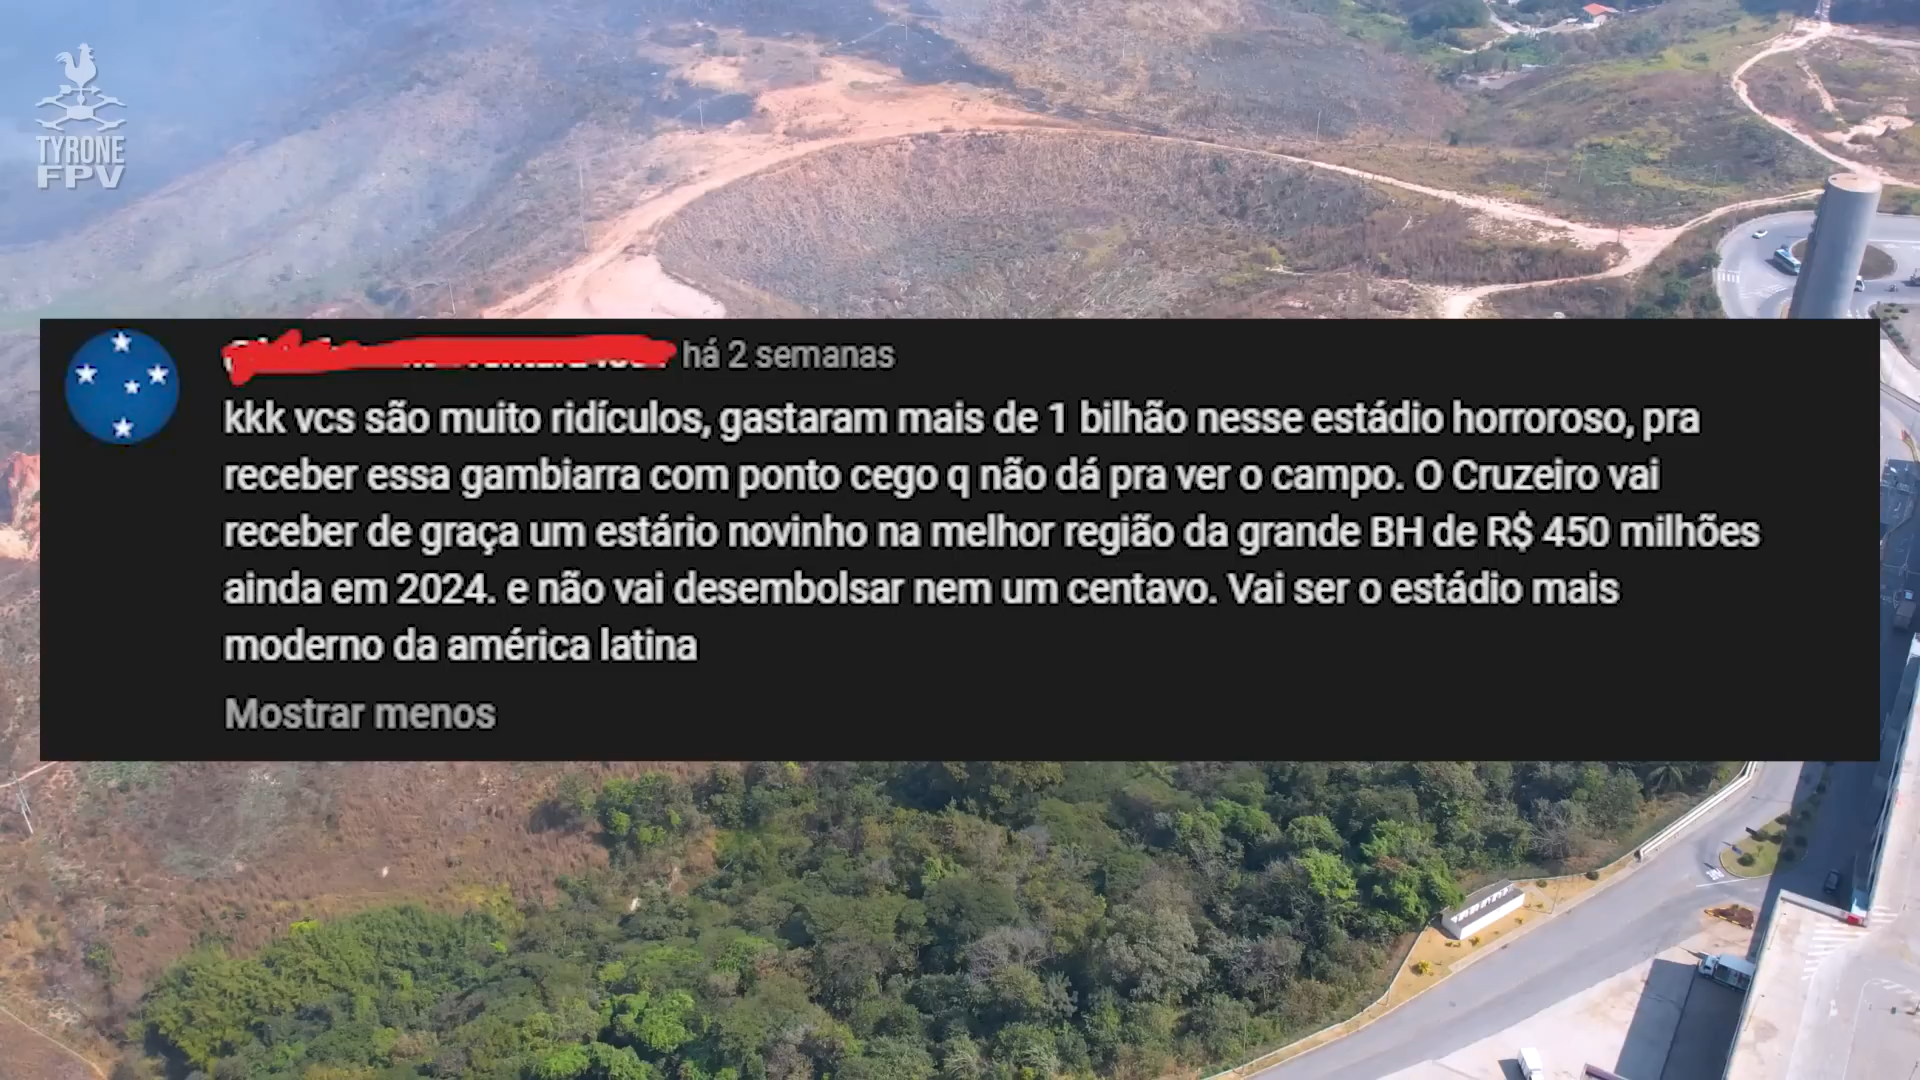 TYRONE
FPV
há 2 semanas
kkk vcs são muito ridículos, gastaram mais de 1 bilhão nesse estádio horroroso, pra
receber essa gambiarra com ponto cego q não dá pra ver o campo. O Cruzeiro vai
receber de graça um estário novinho na melhor região da grande BH de R$ 450 milhões
ainda em 2024. e não vai desembolsar nem um centavo. Vai ser o estádio mais
moderno da américa latina
Mostrar menos